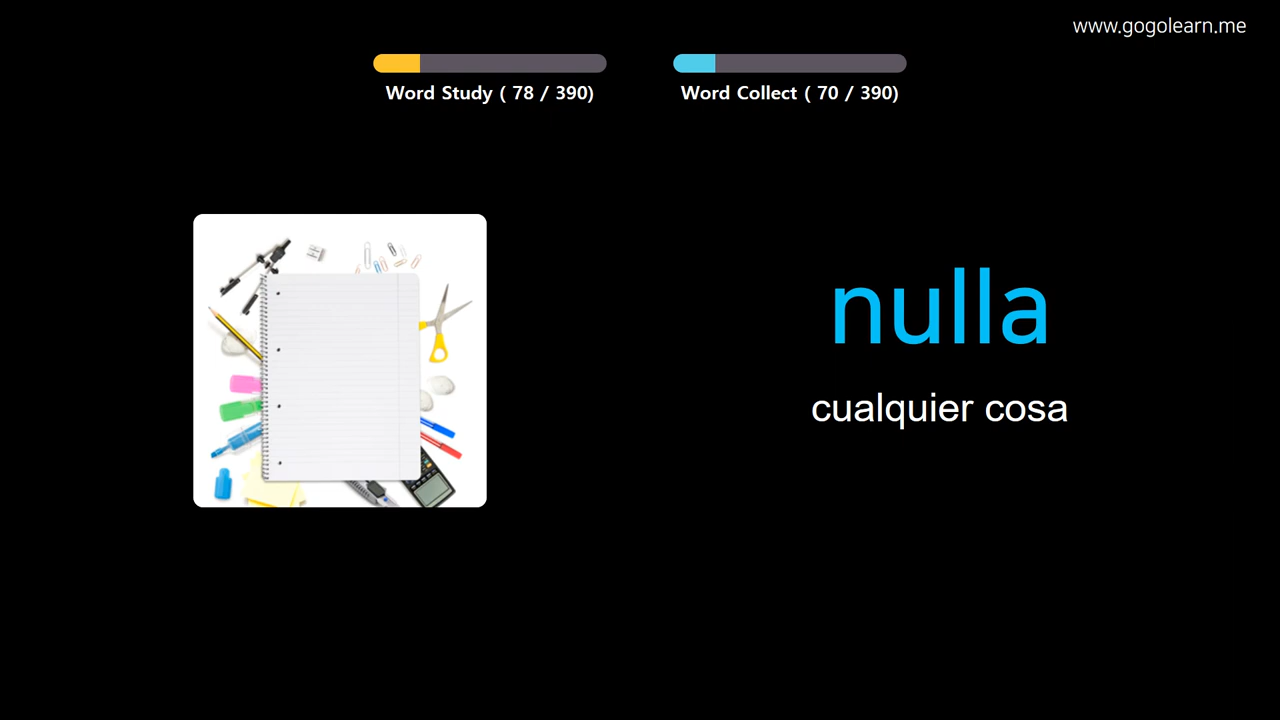 www.gogolearn.me
Word Study ( 78 / 390)
Word Collect ( 70 / 390)
nulla
cualquier cosa